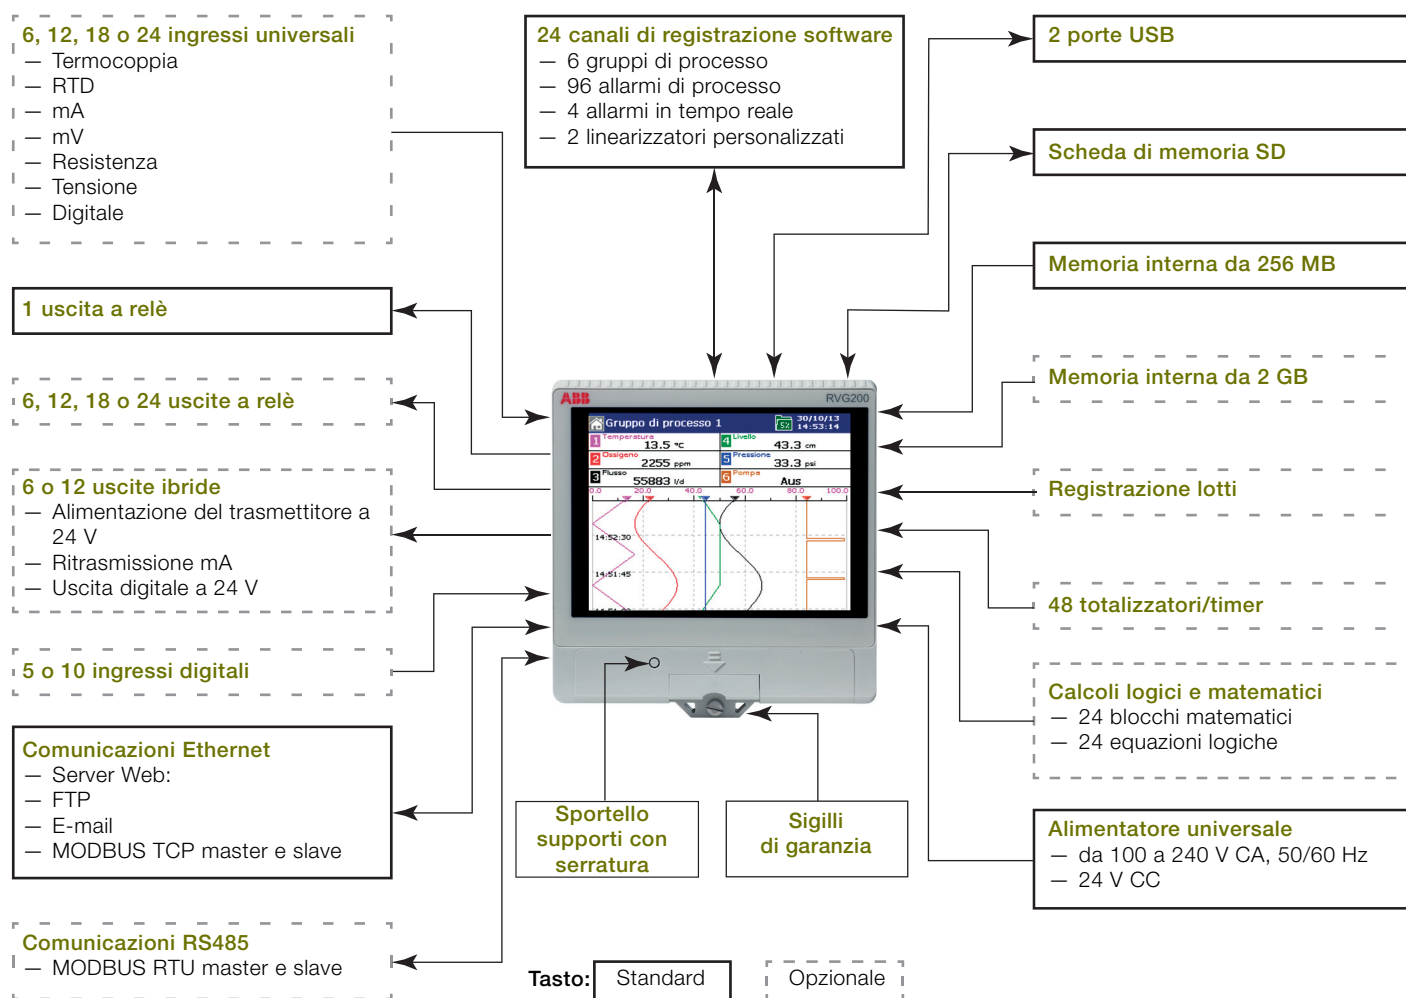 6, 12, 18 o 24 ingressi universali
— Termocoppia
— RTD
— mA
— mV
— Resistenza
— Tensione
— Digitale
24 canali di registrazione software
— 6 gruppi di processo
— 96 allarmi di processo
— 4 allarmi in tempo reale
— 2 linearizzatori personalizzati
2 porte USB
Scheda di memoria SD
Memoria interna da 256 MB
1 uscita a relè
Memoria interna da 2 GB
6, 12, 18 o 24 uscite a relè
6 o 12 uscite ibride
— Alimentazione del trasmettitore a
24 V
— Ritrasmissione mA
— Uscita digitale a 24 V
Registrazione lotti
48 totalizzatori/timer
5 o 10 ingressi digitali
Calcoli logici e matematici
— 24 blocchi matematici
— 24 equazioni logiche
Comunicazioni Ethernet
— Server Web:
— FTP
— E-mail
— MODBUS TCP master e slave
Sportello
supporti con
serratura
Sigilli
di garanzia
Alimentatore universale
— da 100 a 240 V CA, 50/60 Hz
— 24 V CC
Comunicazioni RS485
— MODBUS RTU master e slave
Tasto: Standard Opzionale
ABB RVG200
Gruppo di processo 1 5% 30/10/13
14:53:14
1 Temperatura 13.5 °C
4 Livello 43.3 cm
2 Ossigeno 2255 ppm
5 Pressione 33.3 psi
3 Flusso 55883 l/d
6 Pompa Aus
0.0 20.0 40.0 60.0 80.0 100.0
14:52:30
14:51:45